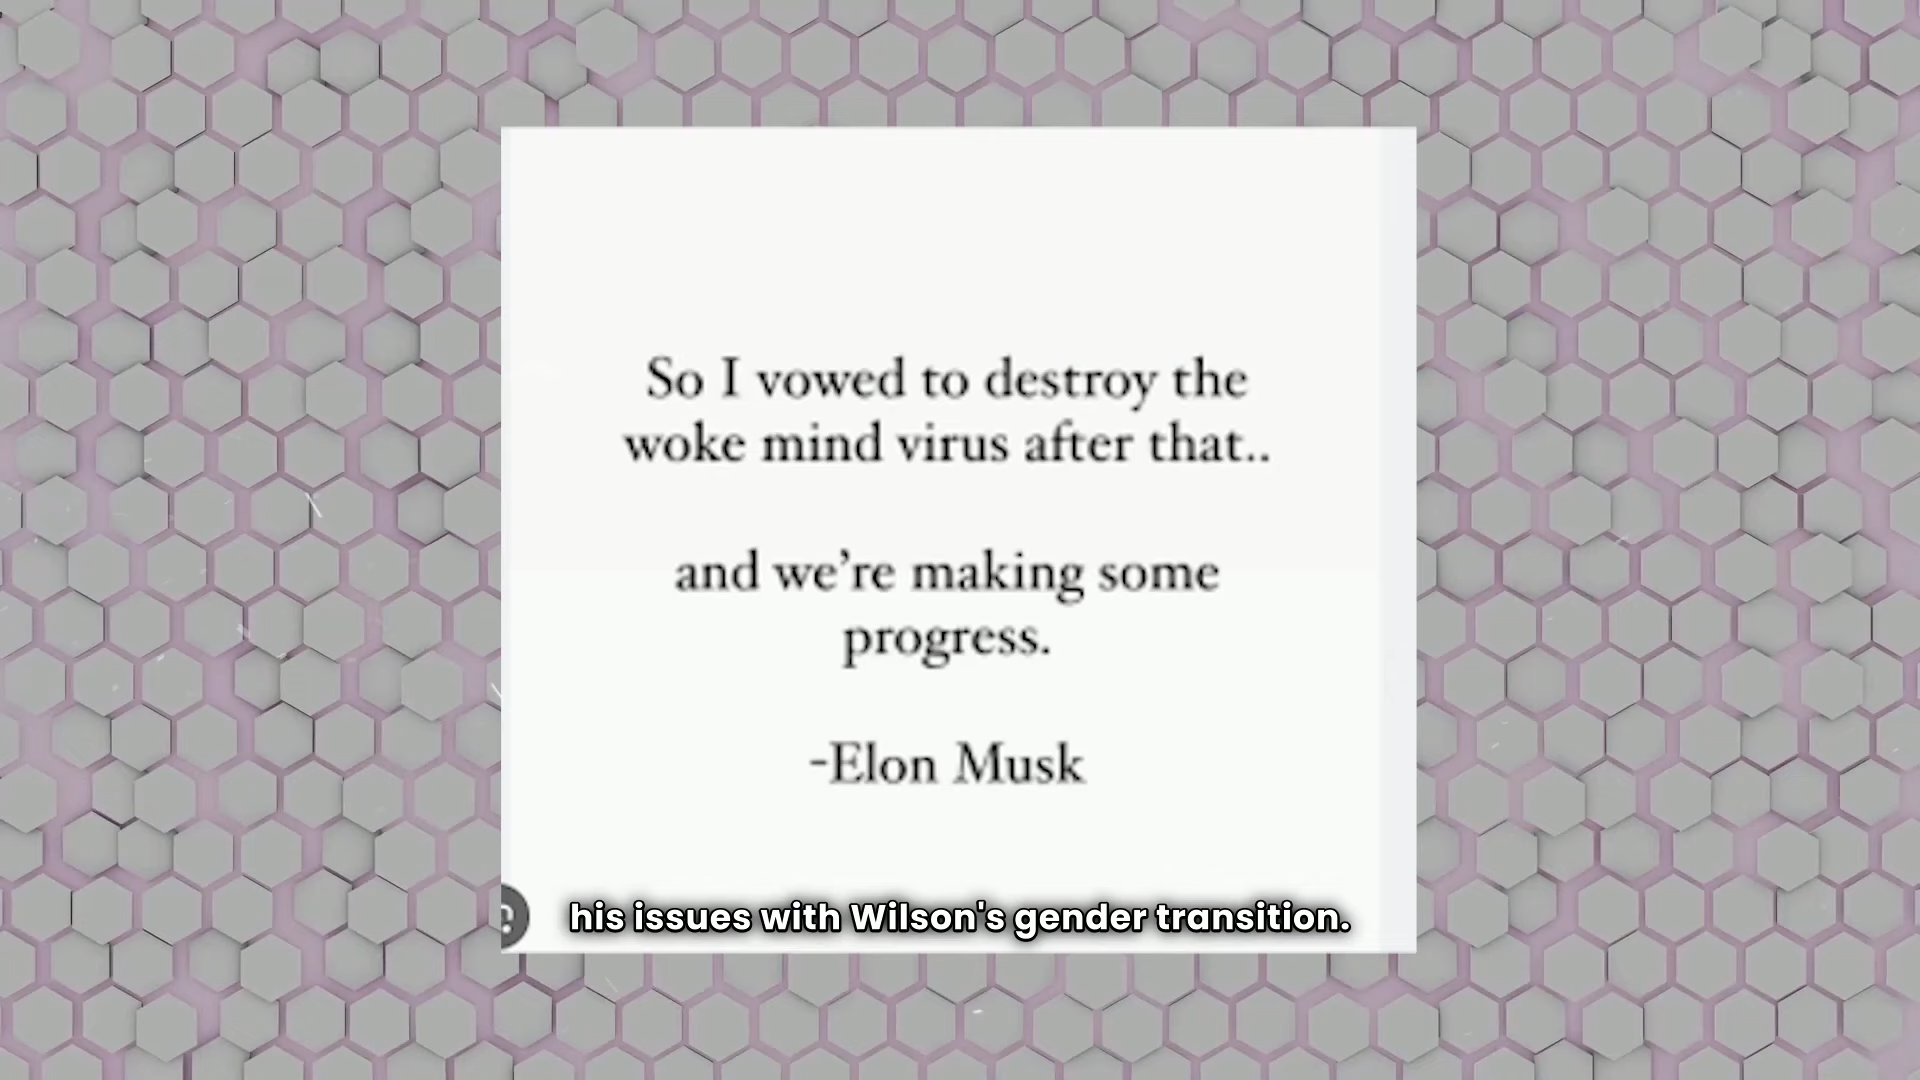 So I vowed to destroy the
woke mind virus after that..
and we're making some
progress.
-Elon Musk
his issues with Wilson's gender transition.